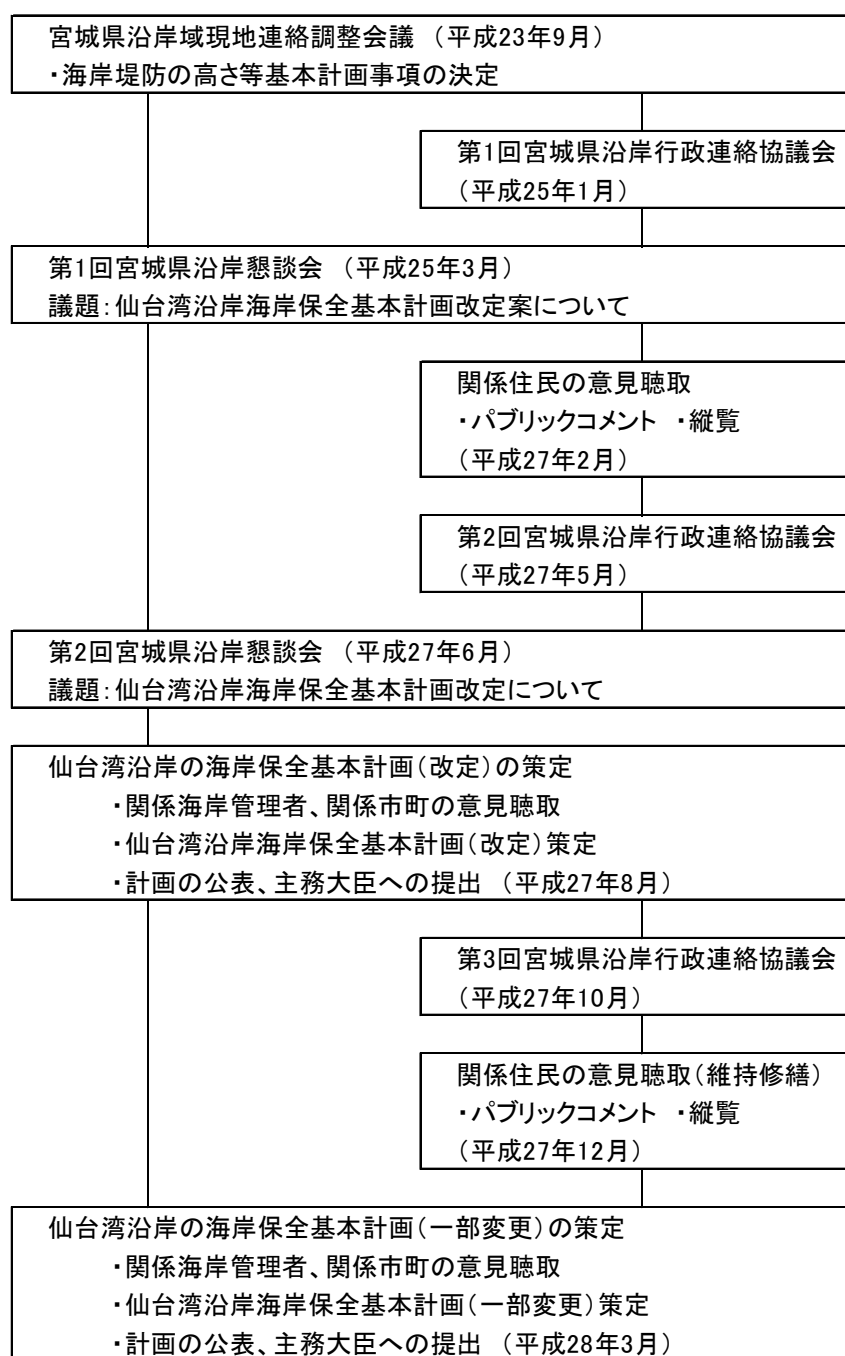 宮城県沿岸域現地連絡調整会議 （平成23年9月）
・海岸堤防の高さ等基本計画事項の決定
第1回宮城県沿岸行政連絡協議会
（平成25年1月）
第1回宮城県沿岸懇談会 （平成25年3月）
議題：仙台湾沿岸海岸保全基本計画改定案について
関係住民の意見聴取
・パブリックコメント ・縦覧
（平成27年2月）
第2回宮城県沿岸行政連絡協議会
（平成27年5月）
第2回宮城県沿岸懇談会 （平成27年6月）
議題：仙台湾沿岸海岸保全基本計画改定について
仙台湾沿岸の海岸保全基本計画（改定）の策定
・関係海岸管理者、関係市町の意見聴取
・仙台湾沿岸海岸保全基本計画（改定）策定
・計画の公表、主務大臣への提出 （平成27年8月）
第3回宮城県沿岸行政連絡協議会
（平成27年10月）
関係住民の意見聴取（維持修繕）
・パブリックコメント ・縦覧
（平成27年12月）
仙台湾沿岸の海岸保全基本計画（一部変更）の策定
・関係海岸管理者、関係市町の意見聴取
・仙台湾沿岸海岸保全基本計画（一部変更）策定
・計画の公表、主務大臣への提出 （平成28年3月）